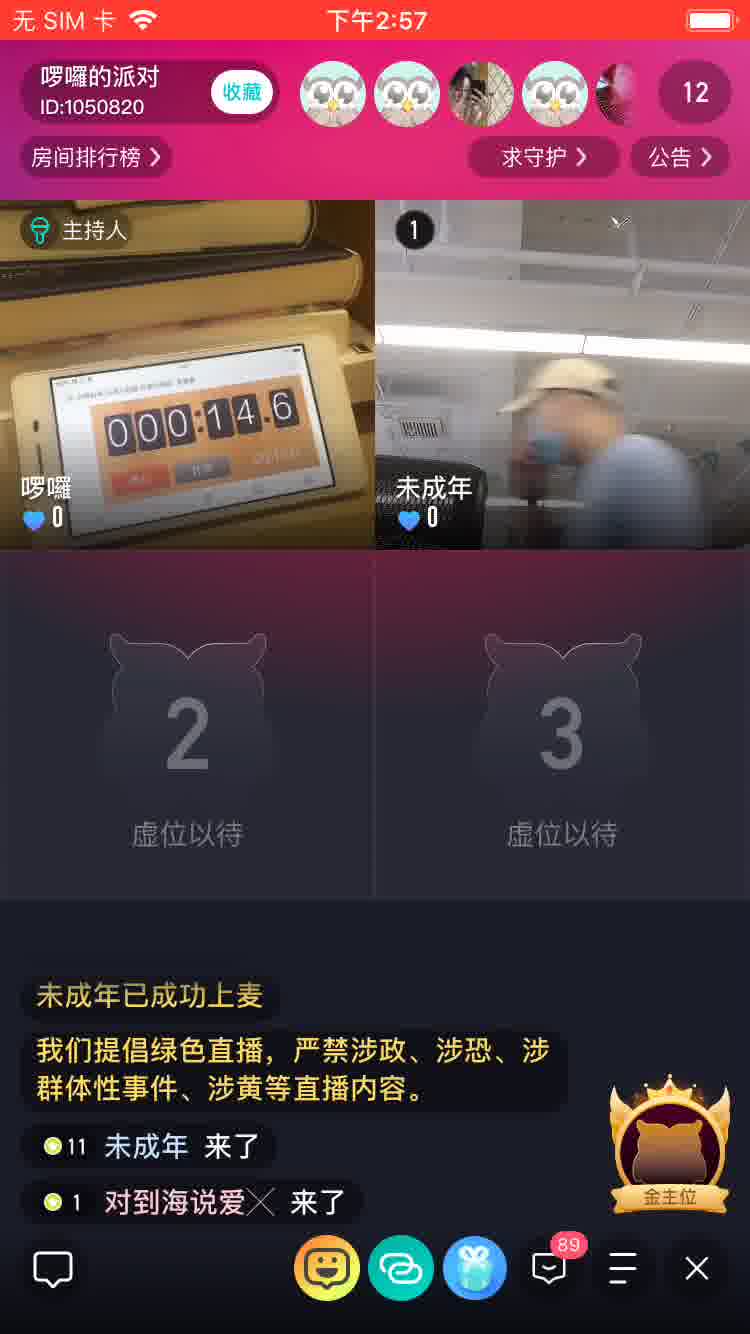 无 SIM 卡
下午2:57
啰囉的派对
收藏
ID:1050820
12
房间排行榜
求守护
公告
主持人
1
000:14.6
啰囉
0
未成年
0
2
虚位以待
3
虚位以待
未成年已成功上麦
我们提倡绿色直播，严禁涉政、涉恐、涉
群体性事件、涉黄等直播内容。
11 未成年 来了
1 对到海说爱╳ 来了
金主位
89